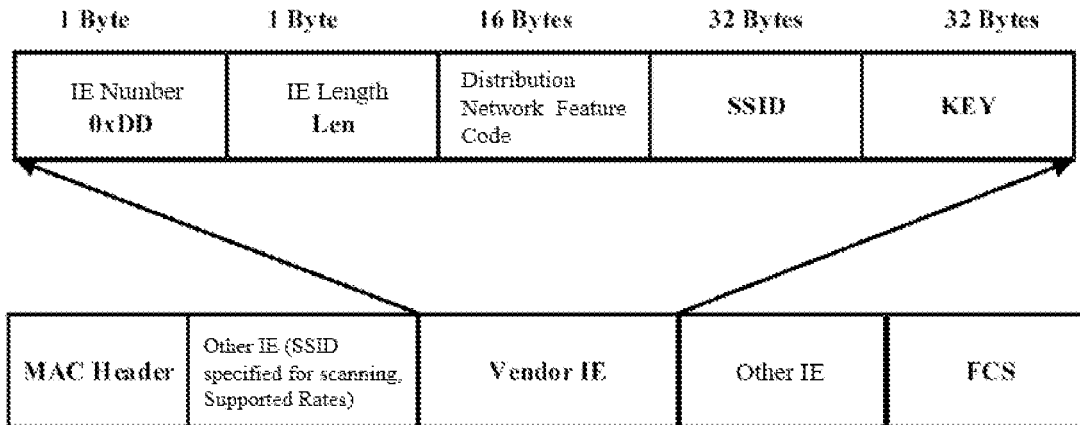 1 Byte 1 Byte 16 Bytes 32 Bytes 32 Bytes
IE Number
0xDD
IE Length
Len
Distribution
Network Feature
Code
SSID
KEY
MAC Header
Other IE (SSID
specified for scanning,
Supported Rates)
Vendor IE
Other IE
FCS